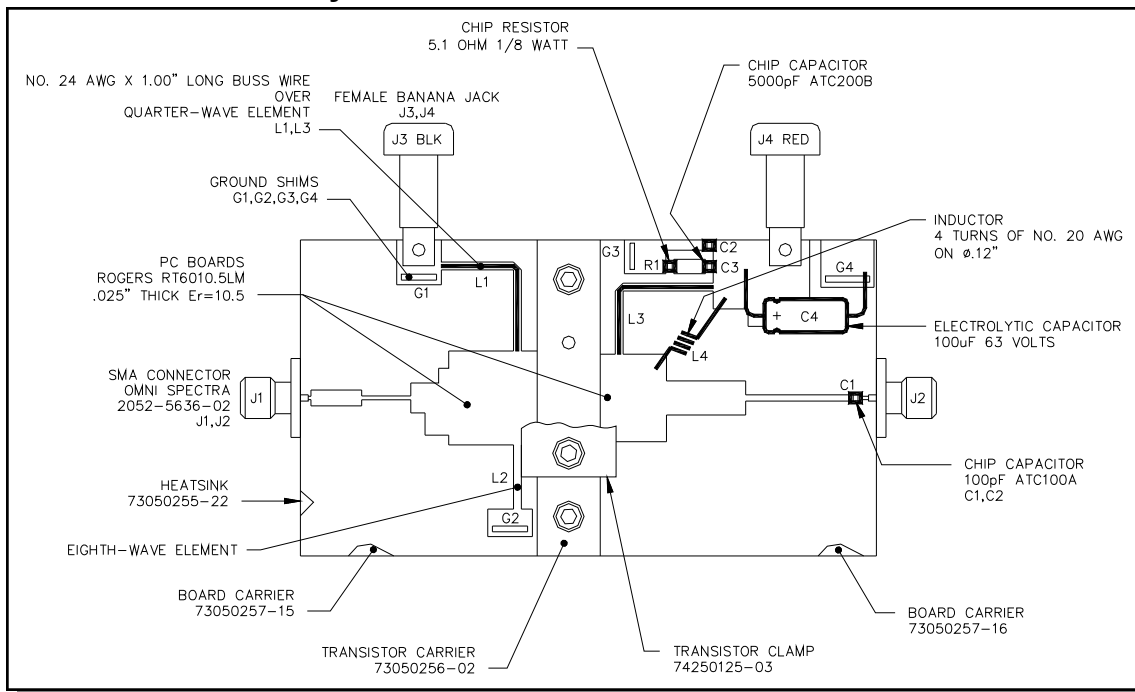 CHIP RESISTOR
5.1 OHM 1/8 WATT
CHIP CAPACITOR
5000pF ATC200B
NO. 24 AWG X 1.00" LONG BUSS WIRE
OVER
QUARTER-WAVE ELEMENT
L1,L3
FEMALE BANANA JACK
J3,J4
J3 BLK
J4 RED
GROUND SHIMS
G1,G2,G3,G4
INDUCTOR
4 TURNS OF NO. 20 AWG
ON ø.12"
G3
C2
R1
C3
G4
G1
L1
PC BOARDS
ROGERS RT6010.5LM
.025" THICK Er=10.5
L3
+ C4
L4
ELECTROLYTIC CAPACITOR
100uF 63 VOLTS
SMA CONNECTOR
OMNI SPECTRA
2052-5636-02
J1,J2
J1
C1
J2
CHIP CAPACITOR
100pF ATC100A
C1,C2
HEATSINK
73050255-22
L2
G2
EIGHTH-WAVE ELEMENT
BOARD CARRIER
73050257-15
BOARD CARRIER
73050257-16
TRANSISTOR CARRIER
73050256-02
TRANSISTOR CLAMP
74250125-03